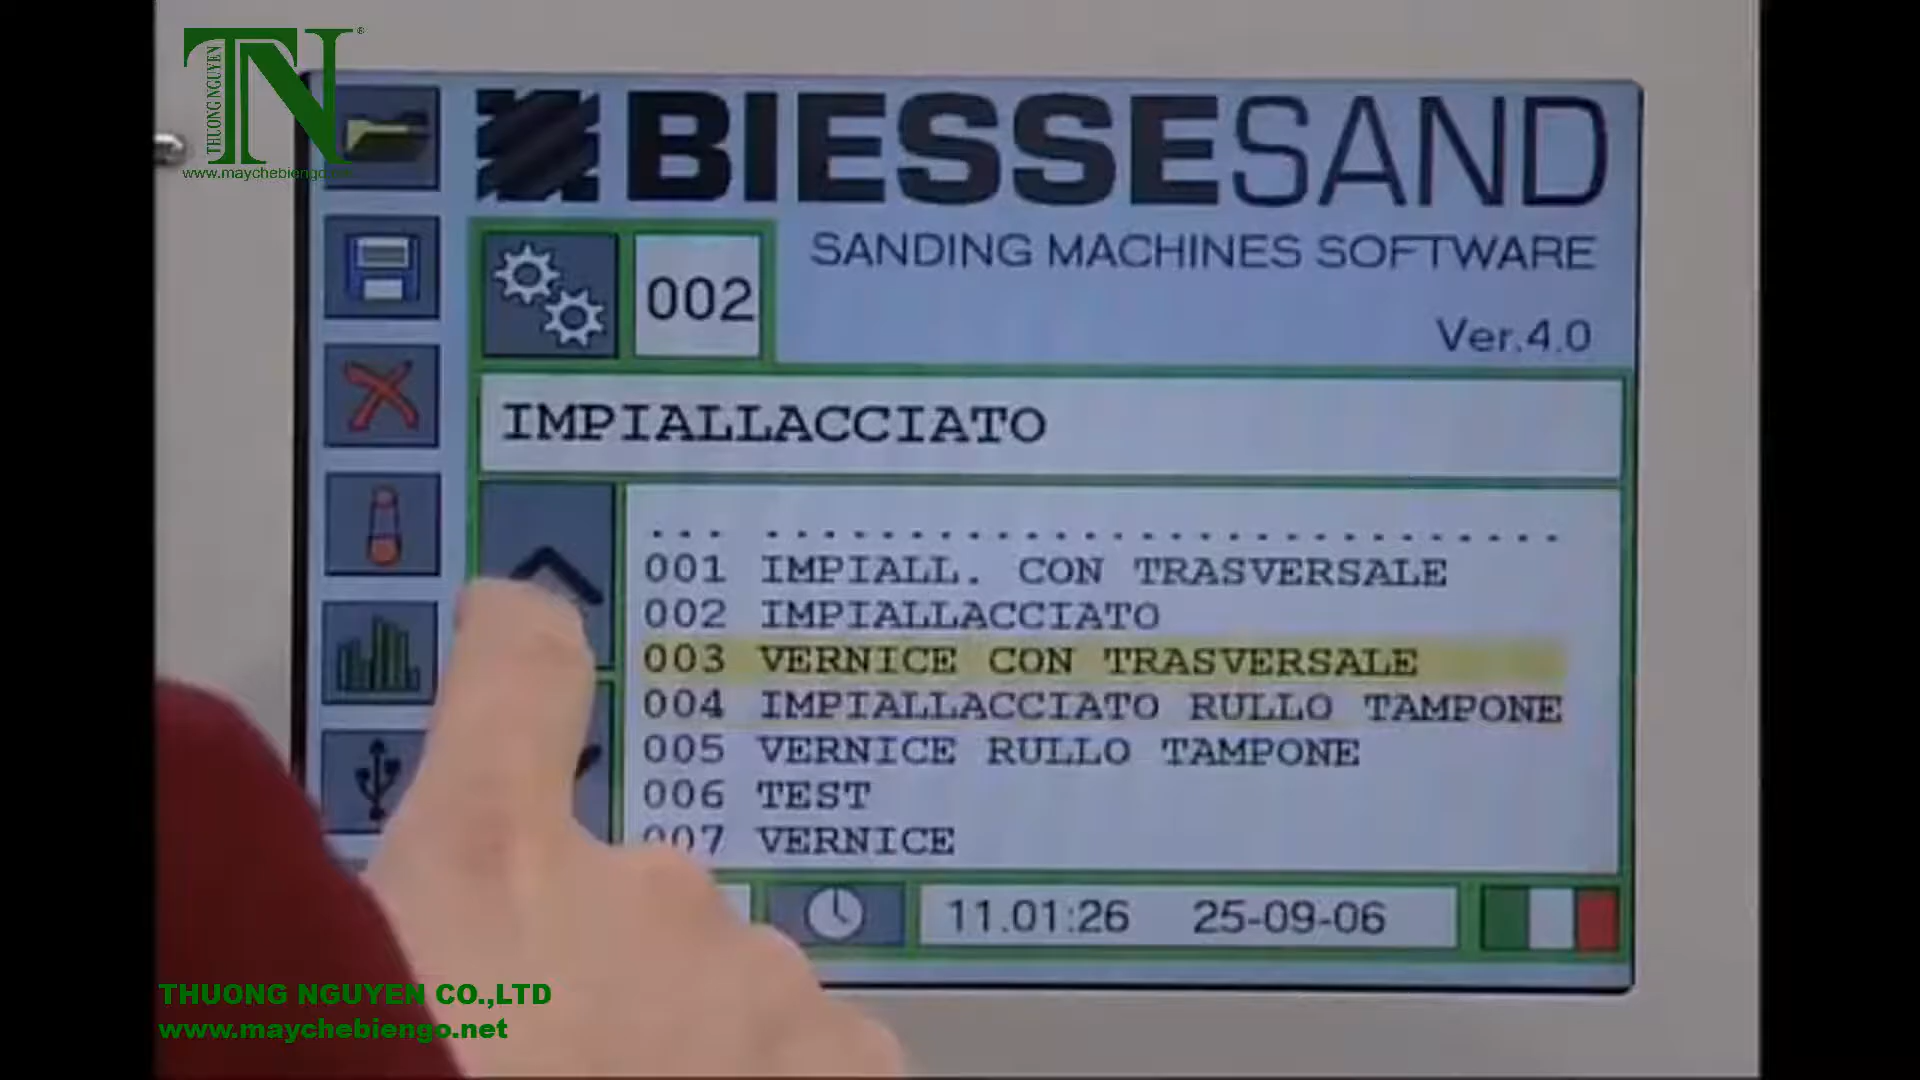 TN®
THUONG NGUYEN
www.maychebiengo.net
BIESSESAND
SANDING MACHINES SOFTWARE
002
Ver.4.0
IMPIALLACCIATO
--- ----------------------------
001 IMPIALL. CON TRASVERSALE
002 IMPIALLACCIATO
003 VERNICE CON TRASVERSALE
004 IMPIALLACCIATO RULLO TAMPONE
005 VERNICE RULLO TAMPONE
006 TEST
007 VERNICE
11.01:26 25-09-06
THUONG NGUYEN CO.,LTD
www.maychebiengo.net